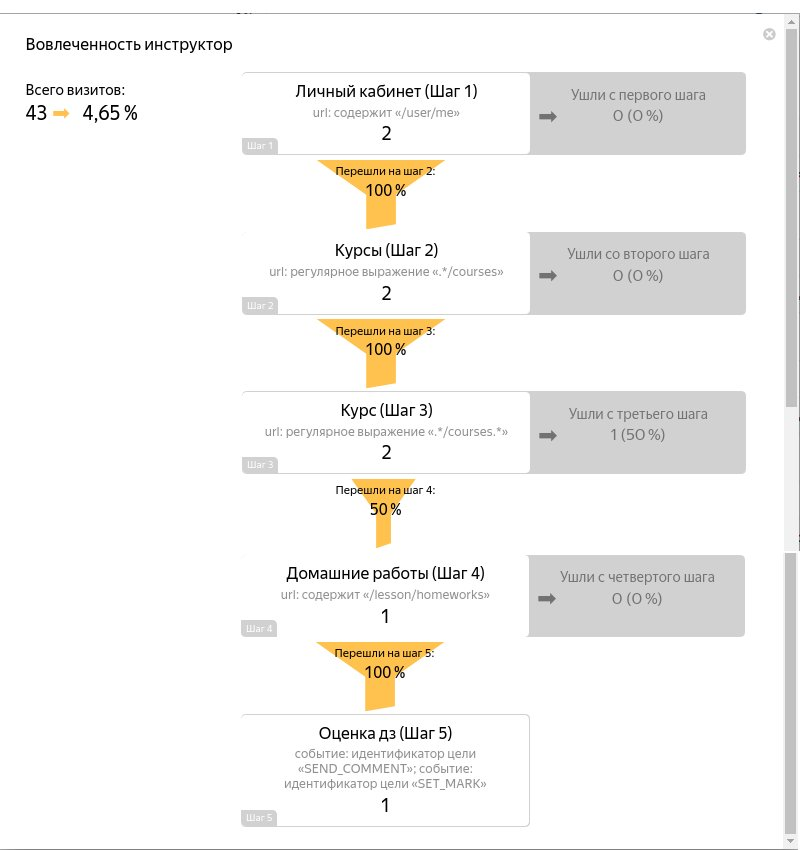 Вовлеченность инструктор
Всего визитов:
43 ➡ 4,65 %
Личный кабинет (Шаг 1)
url: содержит «/user/me»
2
Шаг 1
Ушли с первого шага
0 (0 %)
Перешли на шаг 2:
100 %
Курсы (Шаг 2)
url: регулярное выражение «.*/courses»
2
Шаг 2
Ушли со второго шага
0 (0 %)
Перешли на шаг 3:
100 %
Курс (Шаг 3)
url: регулярное выражение «.*/courses.*»
2
Шаг 3
Ушли с третьего шага
1 (50 %)
Перешли на шаг 4:
50 %
Домашние работы (Шаг 4)
url: содержит «/lesson/homeworks»
1
Шаг 4
Ушли с четвертого шага
0 (0 %)
Перешли на шаг 5:
100 %
Оценка дз (Шаг 5)
событие: идентификатор цели
«SEND_COMMENT»; событие:
идентификатор цели «SET_MARK»
1
Шаг 5